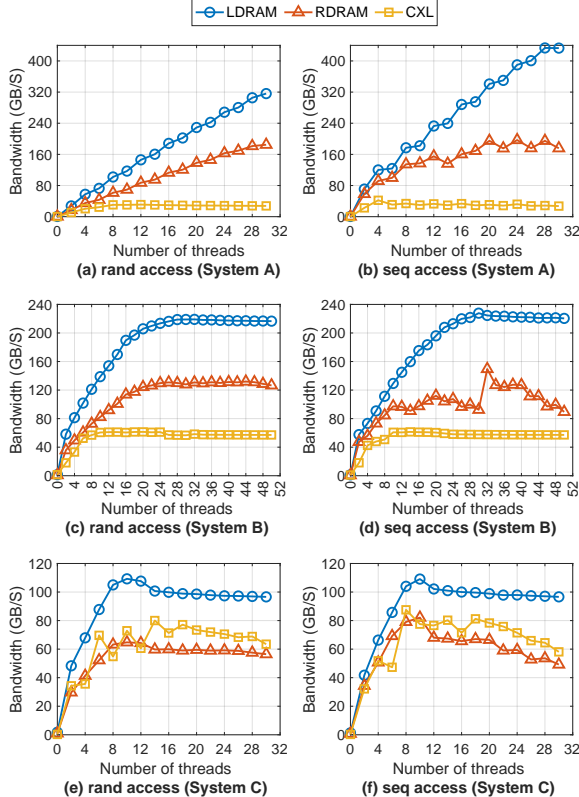 LDRAM RDRAM CXL
Bandwidth (GB/S)
400
320
240
160
80
0
0 4 8 12 16 20 24 28 32
Number of threads
(a) rand access (System A)
Bandwidth (GB/S)
400
320
240
160
80
0
0 4 8 12 16 20 24 28 32
Number of threads
(b) seq access (System A)
Bandwidth (GB/S)
240
200
160
120
80
40
0
0 4 8 12 16 20 24 28 32 36 40 44 48 52
Number of threads
(c) rand access (System B)
Bandwidth (GB/S)
240
200
160
120
80
40
0
0 4 8 12 16 20 24 28 32 36 40 44 48 52
Number of threads
(d) seq access (System B)
Bandwidth (GB/S)
120
100
80
60
40
20
0
0 4 8 12 16 20 24 28 32
Number of threads
(e) rand access (System C)
Bandwidth (GB/S)
120
100
80
60
40
20
0
0 4 8 12 16 20 24 28 32
Number of threads
(f) seq access (System C)